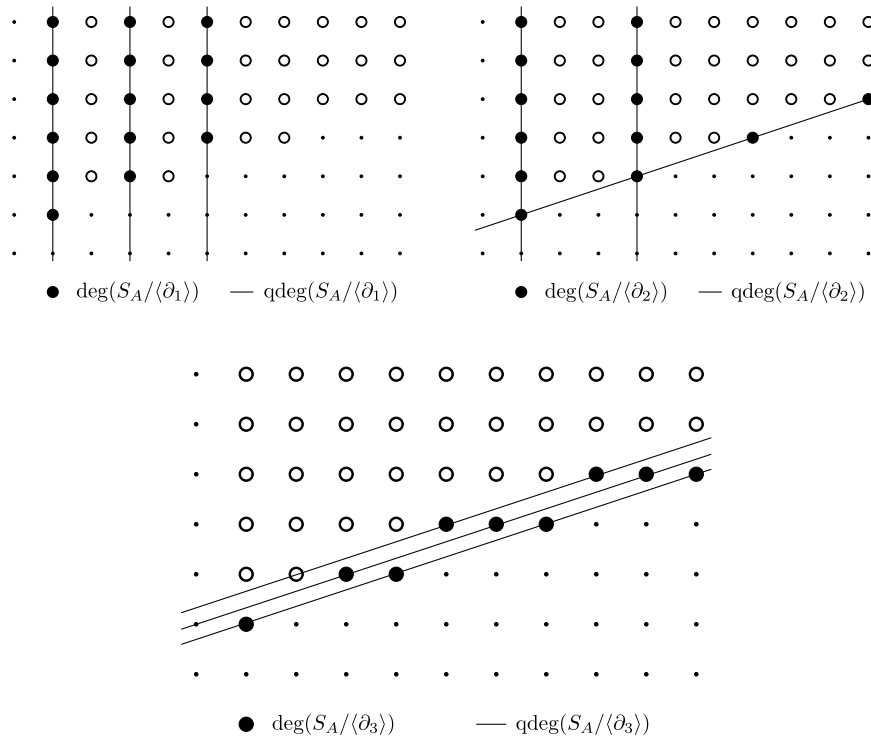 ● deg(S_A/⟨∂_1⟩) — qdeg(S_A/⟨∂_1⟩)
● deg(S_A/⟨∂_2⟩) — qdeg(S_A/⟨∂_2⟩)
● deg(S_A/⟨∂_3⟩) — qdeg(S_A/⟨∂_3⟩)